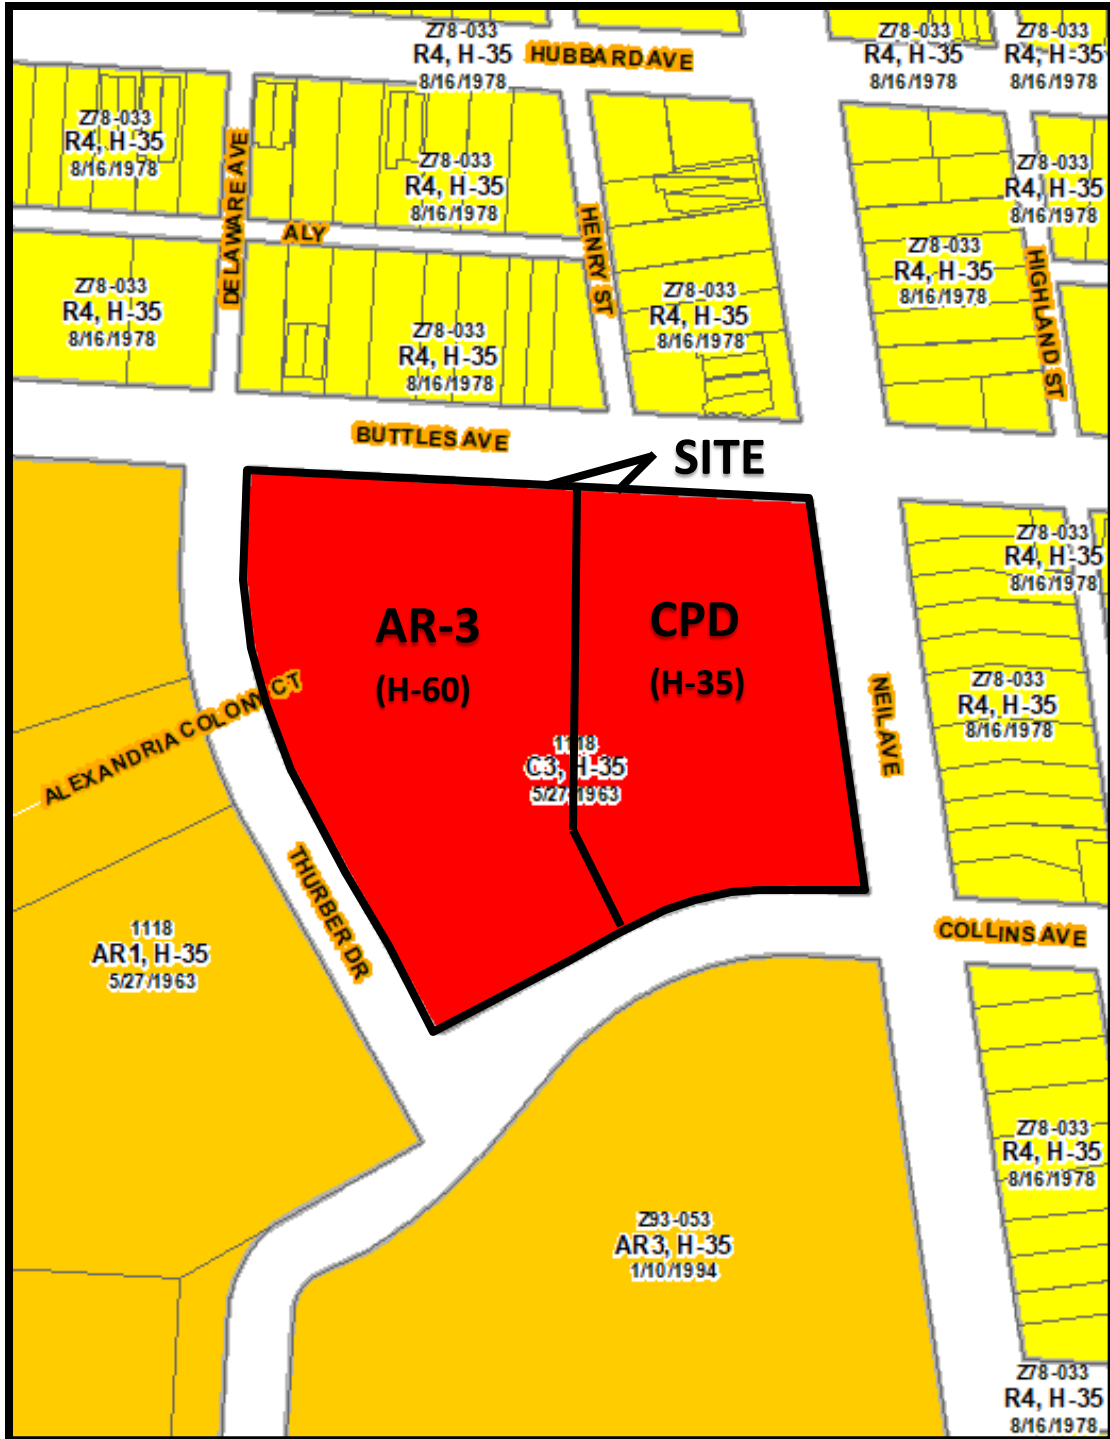 Z78-033
R4, H-35
8/16/1978
HUBBARD AVE
Z78-033
R4, H-35
8/16/1978
Z78-033
R4, H-35
8/16/1978
Z78-033
R4, H-35
8/16/1978
DELAWARE AVE
Z78-033
R4, H-35
8/16/1978
Z78-033
R4, H-35
8/16/1978
ALY
HENRY ST
Z78-033
R4, H-35
8/16/1978
HIGHLAND ST
Z78-033
R4, H-35
8/16/1978
Z78-033
R4, H-35
8/16/1978
Z78-033
R4, H-35
8/16/1978
BUTTLES AVE
SITE
Z78-033
R4, H-35
8/16/1978
AR-3
(H-60)
CPD
(H-35)
ALEXANDRIA COLONY CT
NEIL AVE
Z78-033
R4, H-35
8/16/1978
1118
C3, H-35
5/27/1963
THURBER DR
1118
AR1, H-35
5/27/1963
COLLINS AVE
Z78-033
R4, H-35
8/16/1978
Z93-053
AR3, H-35
1/10/1994
Z78-033
R4, H-35
8/16/1978